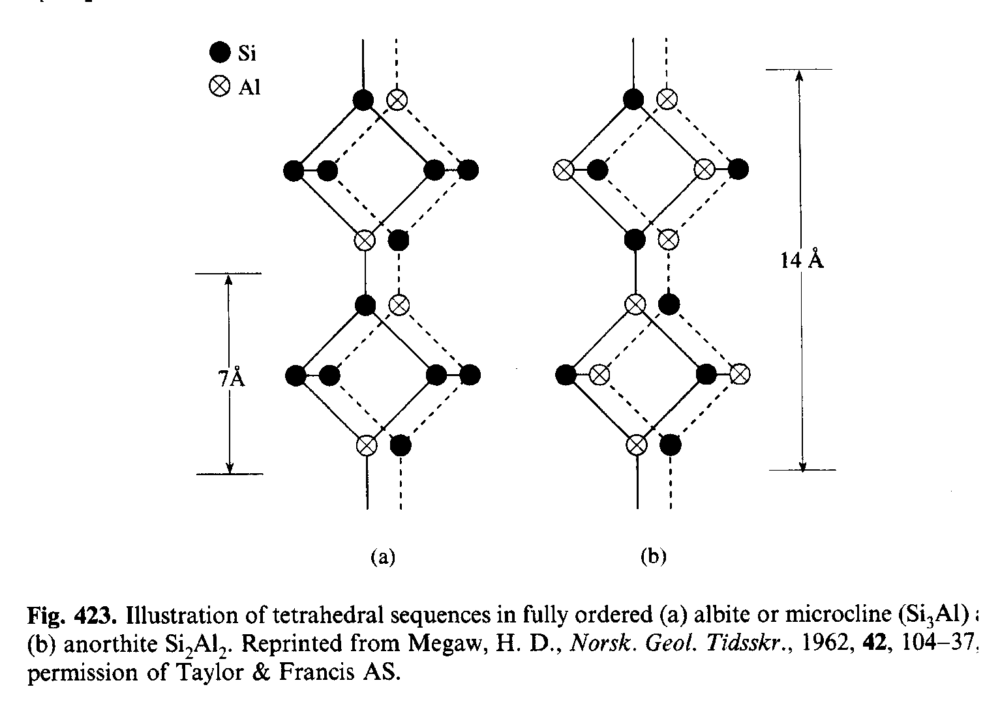 Si
Al
14 Å
7Å
(a)
(b)
Fig. 423. Illustration of tetrahedral sequences in fully ordered (a) albite or microcline (Si₃Al)
(b) anorthite Si₂Al₂. Reprinted from Megaw, H. D., Norsk. Geol. Tidsskr., 1962, 42, 104–37,
permission of Taylor & Francis AS.